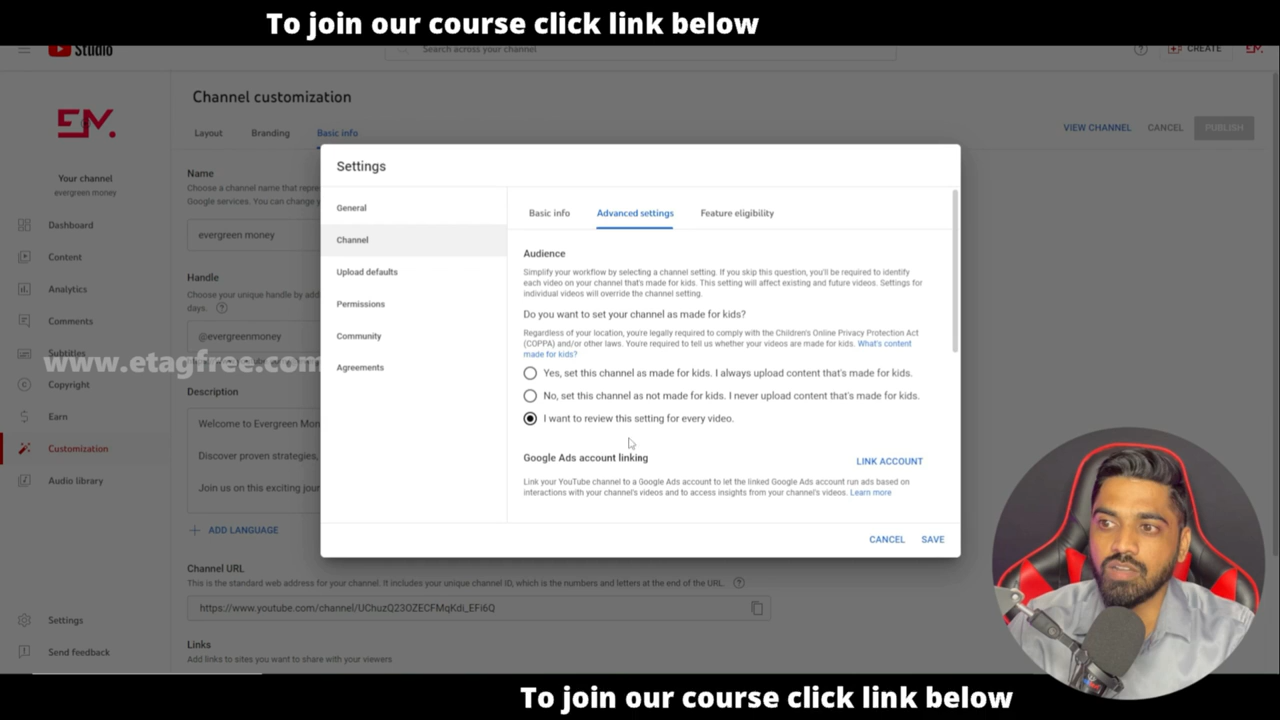 To join our course click link below
Studio
Search across your channel
CREATE
Channel customization
Layout
Branding
Basic info
VIEW CHANNEL
CANCEL
PUBLISH
Your channel
evergreen money
Dashboard
Content
Analytics
Comments
Subtitles
Copyright
Earn
Customization
Audio library
Settings
Send feedback
Name
Choose a channel name that repre
Google services. You can change y
evergreen money
Handle
Choose your unique handle by add
days.
@evergreenmoney
www.etagfree.com
Description
Welcome to Evergreen Mon
Discover proven strategies,
Join us on this exciting jour
ADD LANGUAGE
Channel URL
This is the standard web address for your channel. It includes your unique channel ID, which is the numbers and letters at the end of the URL.
https://www.youtube.com/channel/UChuzQ23OZECFMqKdi_EFi6Q
Links
Add links to sites you want to share with your viewers
Settings
General
Channel
Upload defaults
Permissions
Community
Agreements
Basic info
Advanced settings
Feature eligibility
Audience
Simplify your workflow by selecting a channel setting. If you skip this question, you'll be required to identify
each video on your channel that's made for kids. This setting will affect existing and future videos. Settings for
individual videos will override the channel setting.
Do you want to set your channel as made for kids?
Regardless of your location, you're legally required to comply with the Children's Online Privacy Protection Act
(COPPA) and/or other laws. You're required to tell us whether your videos are made for kids. What's content
made for kids?
Yes, set this channel as made for kids. I always upload content that's made for kids.
No, set this channel as not made for kids. I never upload content that's made for kids.
I want to review this setting for every video.
Google Ads account linking
LINK ACCOUNT
Link your YouTube channel to a Google Ads account to let the linked Google Ads account run ads based on
interactions with your channel's videos and to access insights from your channel's videos. Learn more
CANCEL
SAVE
To join our course click link below